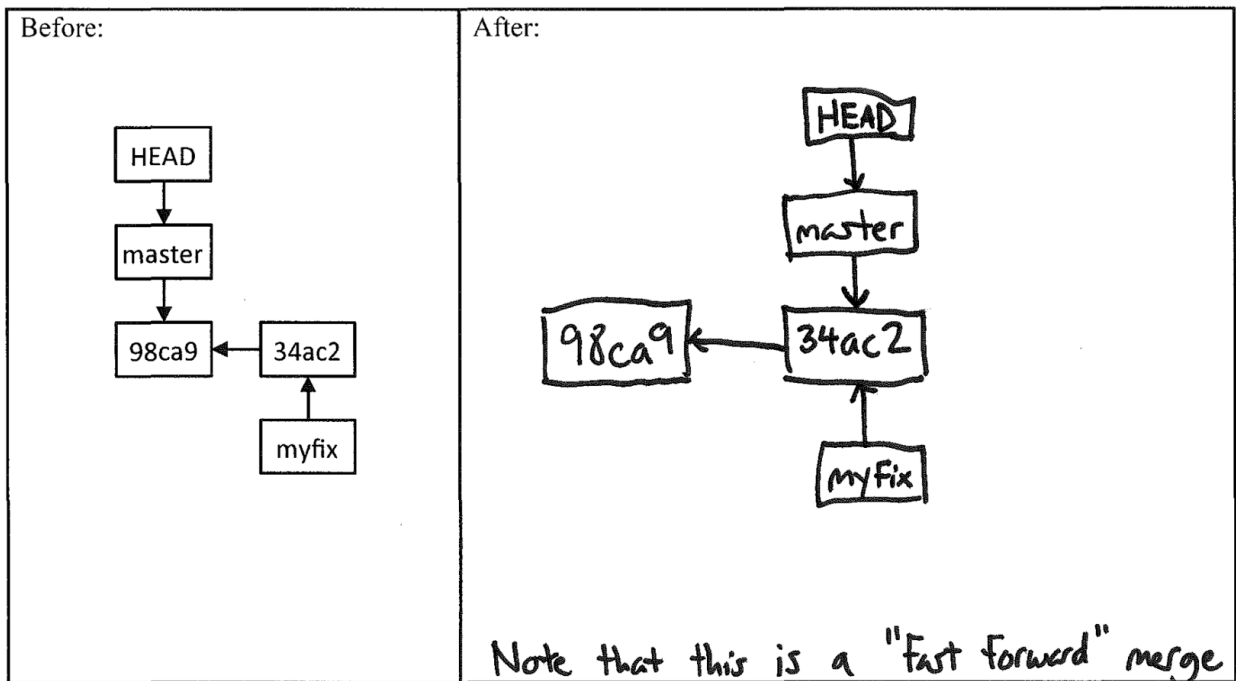 Before:
HEAD
master
98ca9
34ac2
myfix
After:
HEAD
master
98ca9
34ac2
myfix
Note that this is a "fast forward" merge